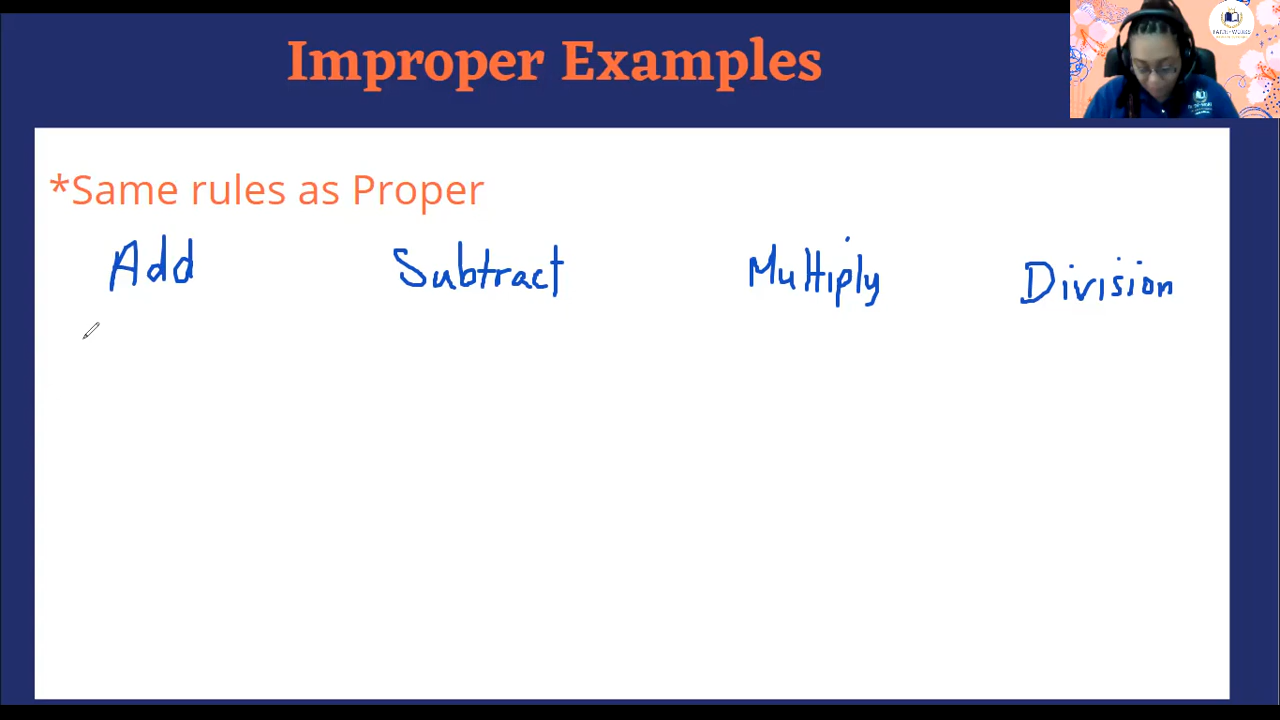 Improper Examples
*Same rules as Proper
Add Subtract Multiply Division